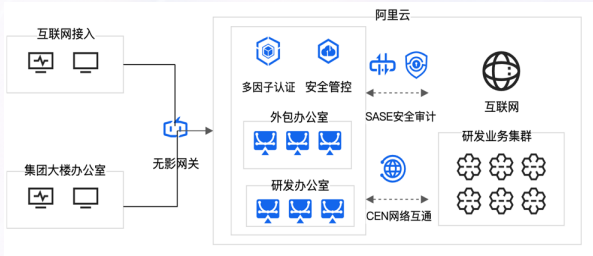 阿里云
互联网接入
多因子认证
安全管控
外包办公室
SASE安全审计
互联网
无影网关
集团大楼办公室
研发办公室
研发业务集群
CEN网络互通